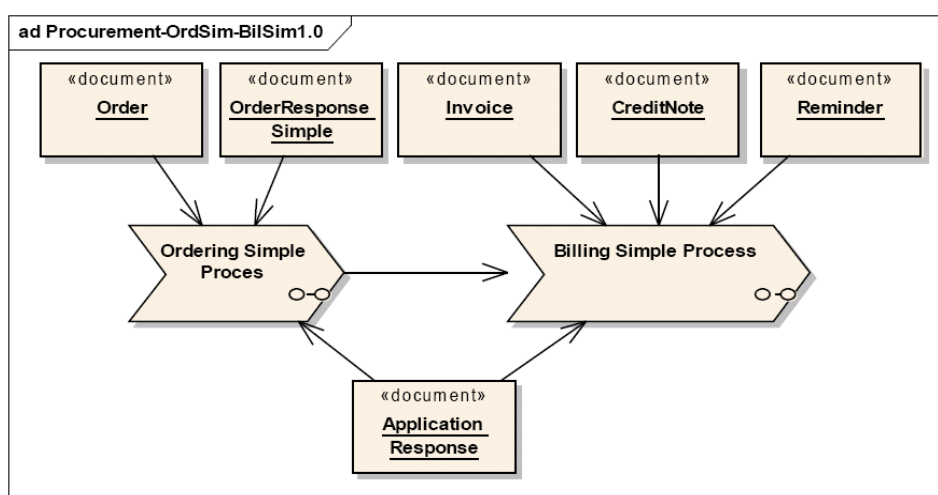 ad Procurement-OrdSim-BilSim1.0
«document»
Order
«document»
OrderResponse
Simple
«document»
Invoice
«document»
CreditNote
«document»
Reminder
Ordering Simple
Proces
Billing Simple Process
«document»
Application
Response